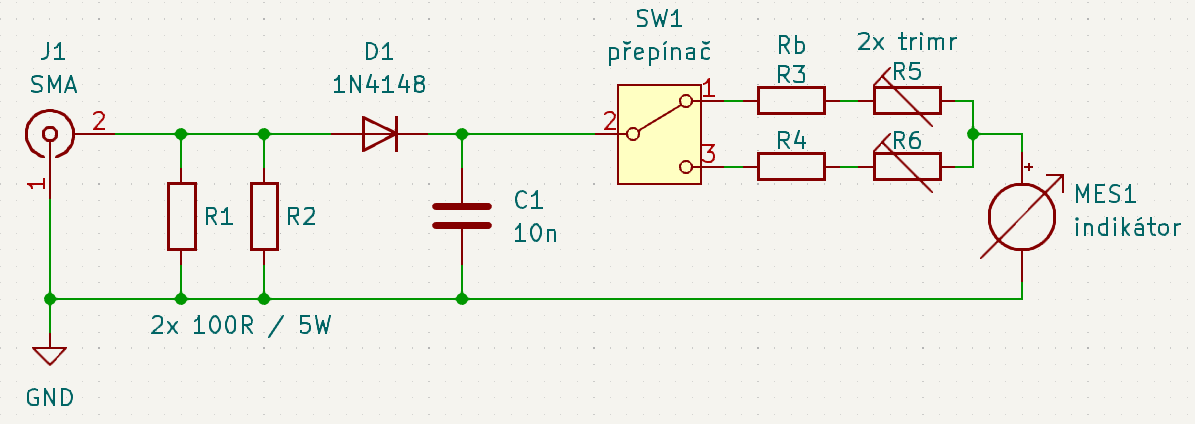 J1
SMA
2
1
GND
R1
R2
2x 100R / 5W
D1
1N4148
C1
10n
SW1
přepínač
2
1
3
Rb
R3
R4
2x trimr
R5
R6
+
MES1
indikátor